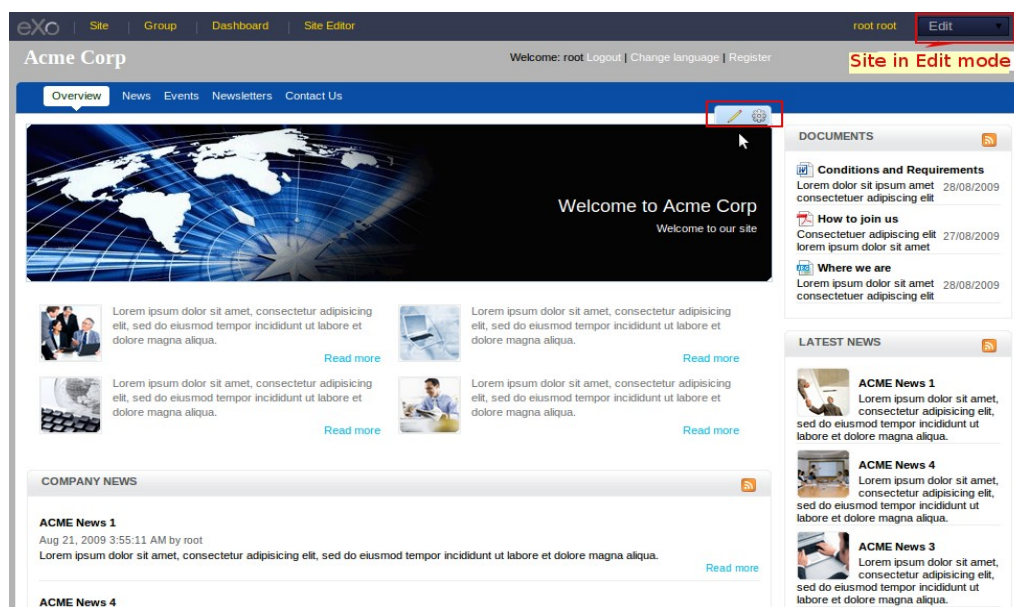 eXo | Site | Group | Dashboard | Site Editor root root Edit
Site in Edit mode
Acme Corp
Welcome: root Logout | Change language | Register
Overview News Events Newsletters Contact Us
Welcome to Acme Corp
Welcome to our site
Lorem ipsum dolor sit amet, consectetur adipisicing
elit, sed do eiusmod tempor incididunt ut labore et
dolore magna aliqua.
Read more
Lorem ipsum dolor sit amet, consectetur adipisicing
elit, sed do eiusmod tempor incididunt ut labore et
dolore magna aliqua.
Read more
Lorem ipsum dolor sit amet, consectetur adipisicing
elit, sed do eiusmod tempor incididunt ut labore et
dolore magna aliqua.
Read more
Lorem ipsum dolor sit amet, consectetur adipisicing
elit, sed do eiusmod tempor incididunt ut labore et
dolore magna aliqua.
Read more
COMPANY NEWS
ACME News 1
Aug 21, 2009 3:55:11 AM by root
Lorem ipsum dolor sit amet, consectetur adipisicing elit, sed do eiusmod tempor incididunt ut labore et dolore magna aliqua.
Read more
ACME News 4
DOCUMENTS
Conditions and Requirements
Lorem dolor sit ipsum amet 28/08/2009
consectetuer adipiscing elit
How to join us
Consectetuer adipiscing elit 27/08/2009
lorem ipsum dolor sit amet
Where we are
Lorem ipsum dolor sit amet 28/08/2009
consectetuer adipiscing elit
LATEST NEWS
ACME News 1
Lorem ipsum dolor sit amet,
consectetur adipisicing elit,
sed do eiusmod tempor incididunt ut
labore et dolore magna aliqua.
ACME News 4
Lorem ipsum dolor sit amet,
consectetur adipisicing elit,
sed do eiusmod tempor incididunt ut
labore et dolore magna aliqua.
ACME News 3
Lorem ipsum dolor sit amet,
consectetur adipisicing elit,
sed do eiusmod tempor incididunt ut
labore et dolore magna aliqua.